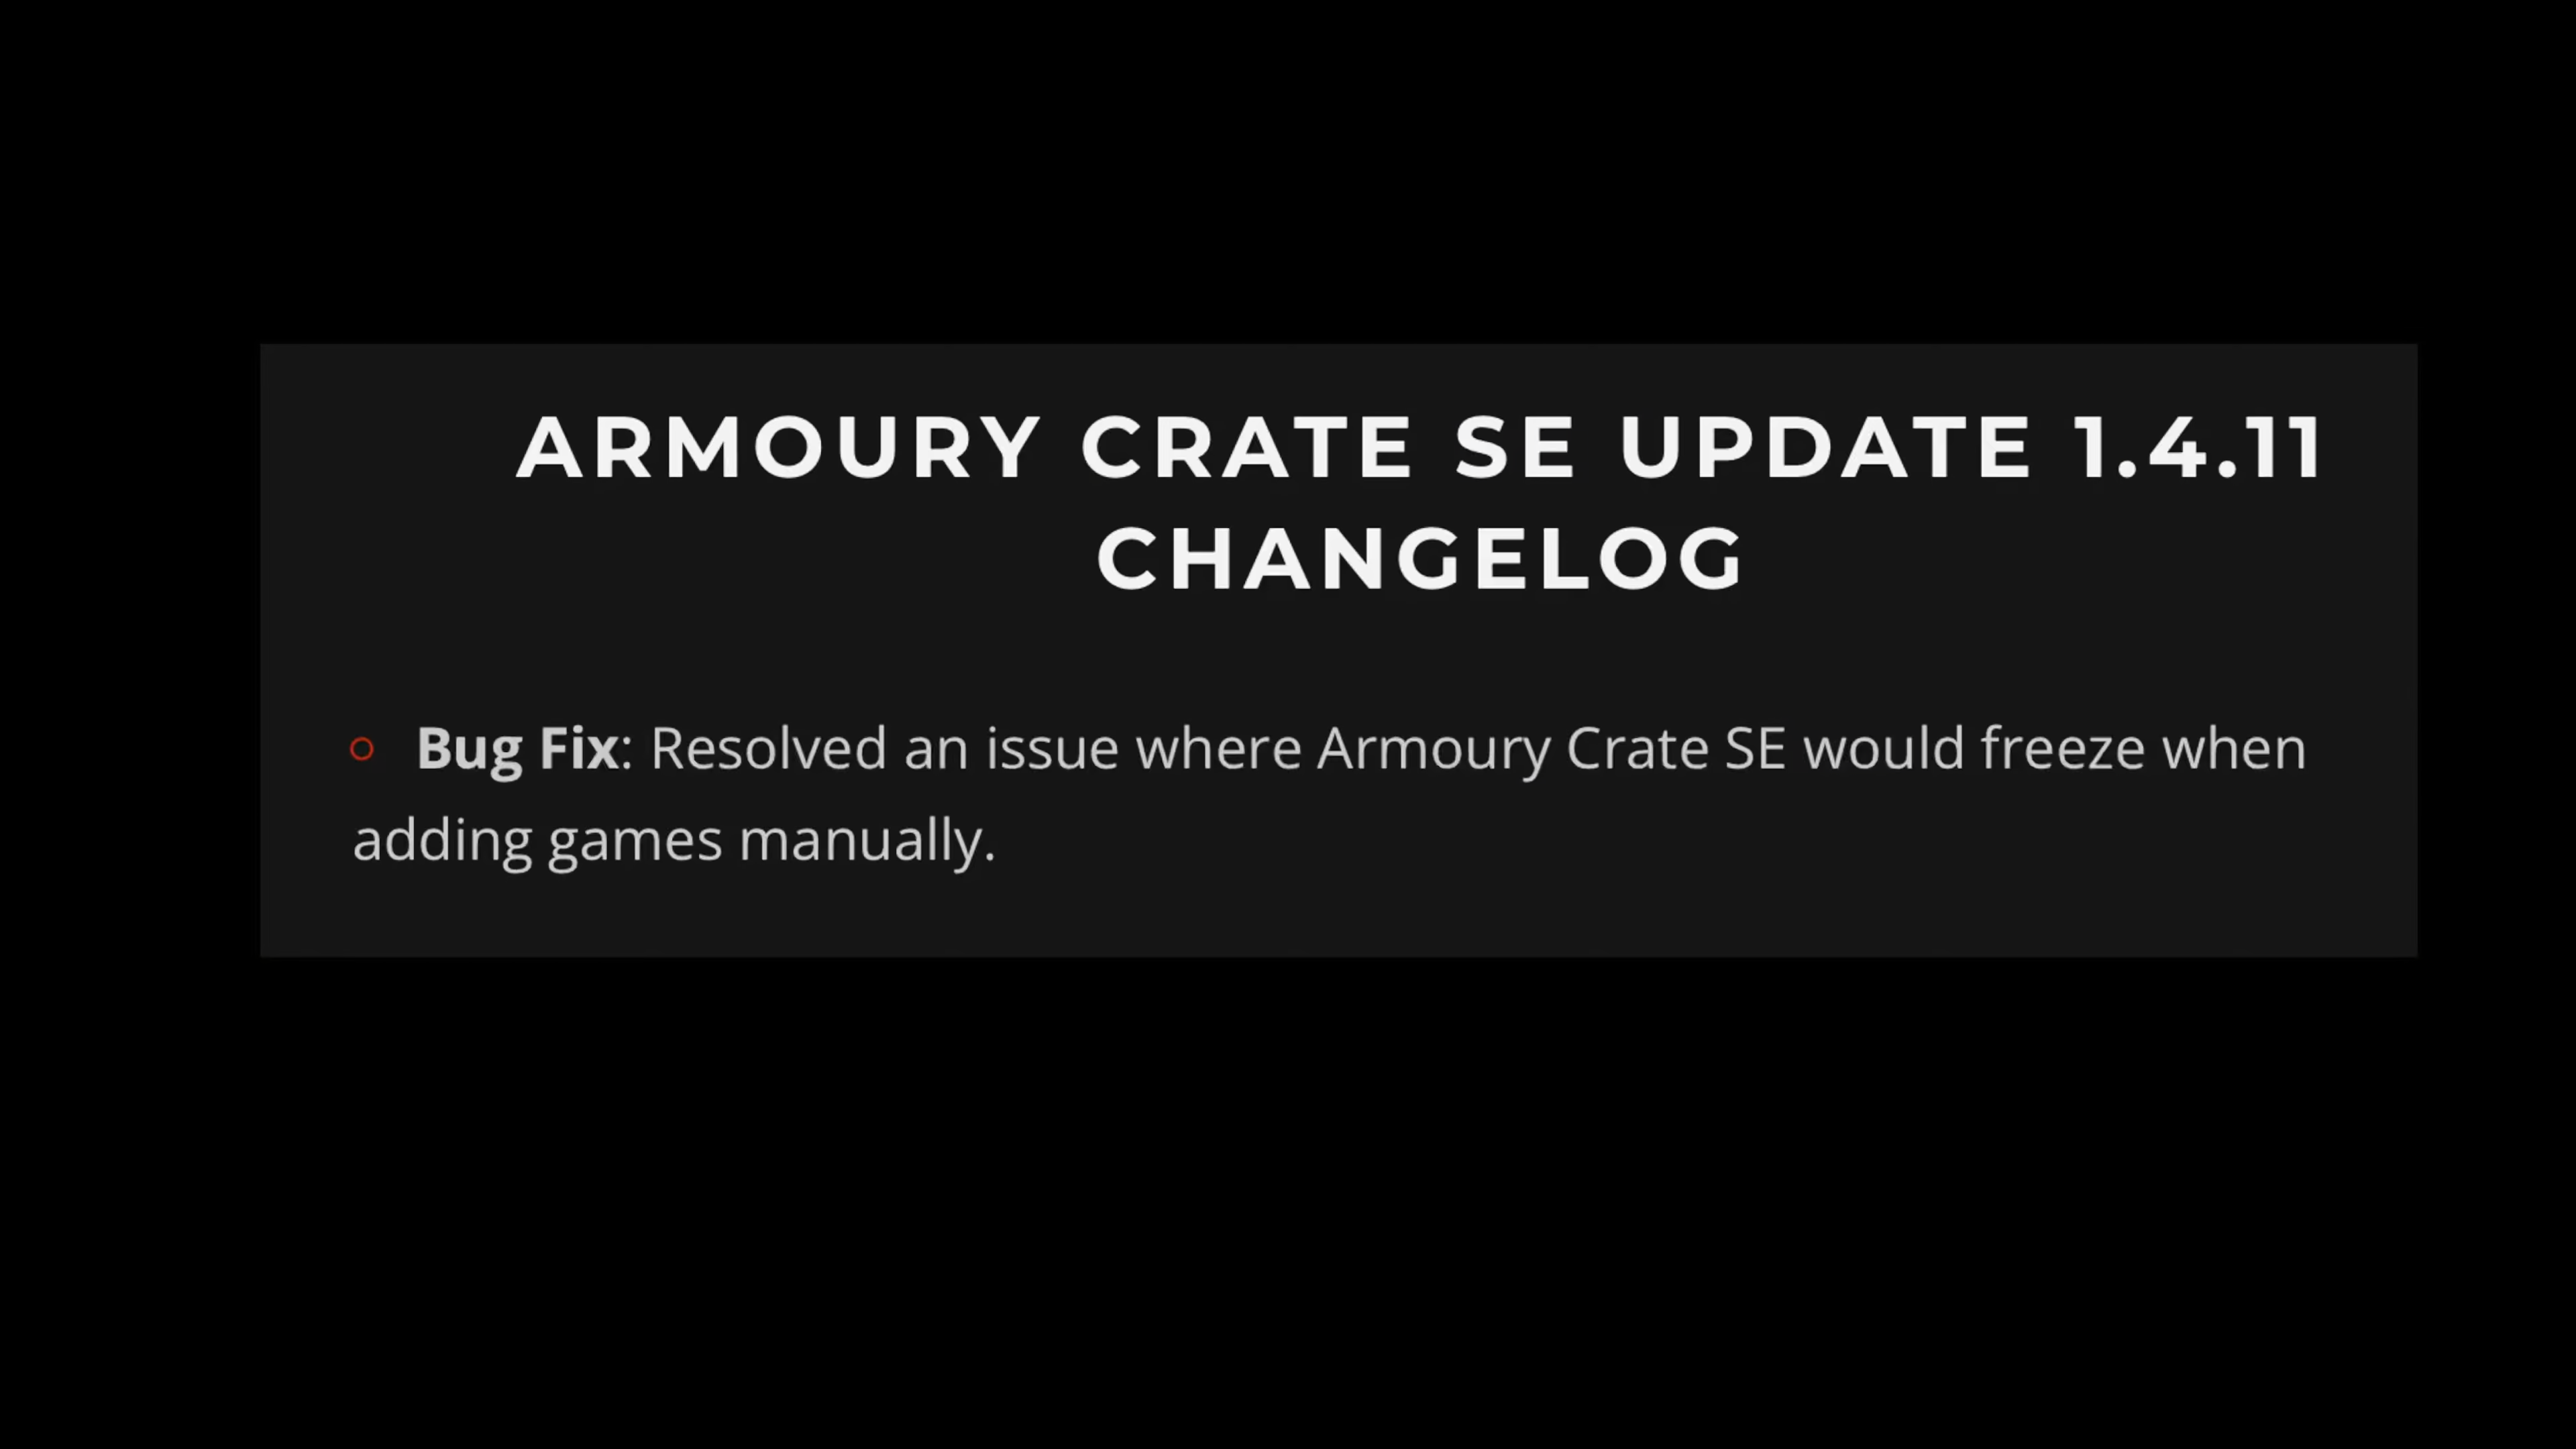 ARMOURY CRATE SE UPDATE 1.4.11
CHANGELOG
Bug Fix: Resolved an issue where Armoury Crate SE would freeze when
adding games manually.